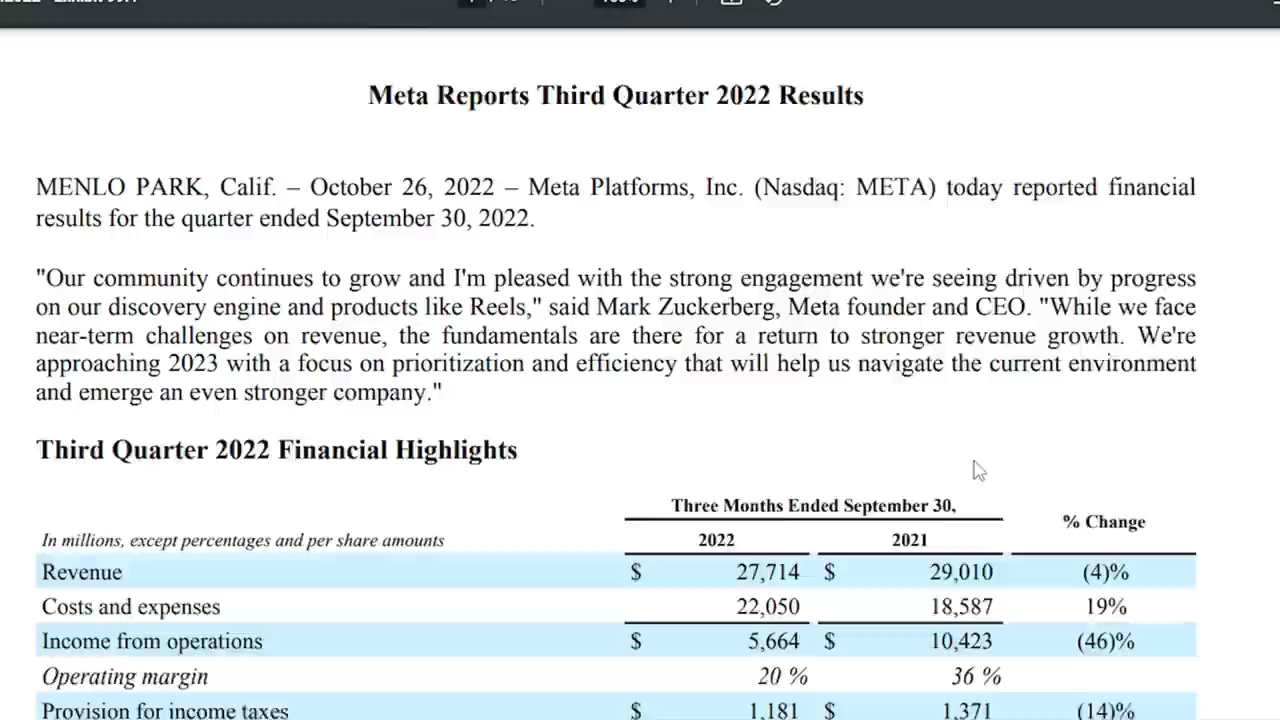 Meta Reports Third Quarter 2022 Results
MENLO PARK, Calif. – October 26, 2022 – Meta Platforms, Inc. (Nasdaq: META) today reported financial
results for the quarter ended September 30, 2022.
"Our community continues to grow and I'm pleased with the strong engagement we're seeing driven by progress
on our discovery engine and products like Reels," said Mark Zuckerberg, Meta founder and CEO. "While we face
near-term challenges on revenue, the fundamentals are there for a return to stronger revenue growth. We're
approaching 2023 with a focus on prioritization and efficiency that will help us navigate the current environment
and emerge an even stronger company."
Third Quarter 2022 Financial Highlights
Three Months Ended September 30,
% Change
In millions, except percentages and per share amounts 2022 2021
Revenue $ 27,714 $ 29,010 (4)%
Costs and expenses 22,050 18,587 19%
Income from operations $ 5,664 $ 10,423 (46)%
Operating margin 20 % 36 %
Provision for income taxes $ 1,181 $ 1,371 (14)%